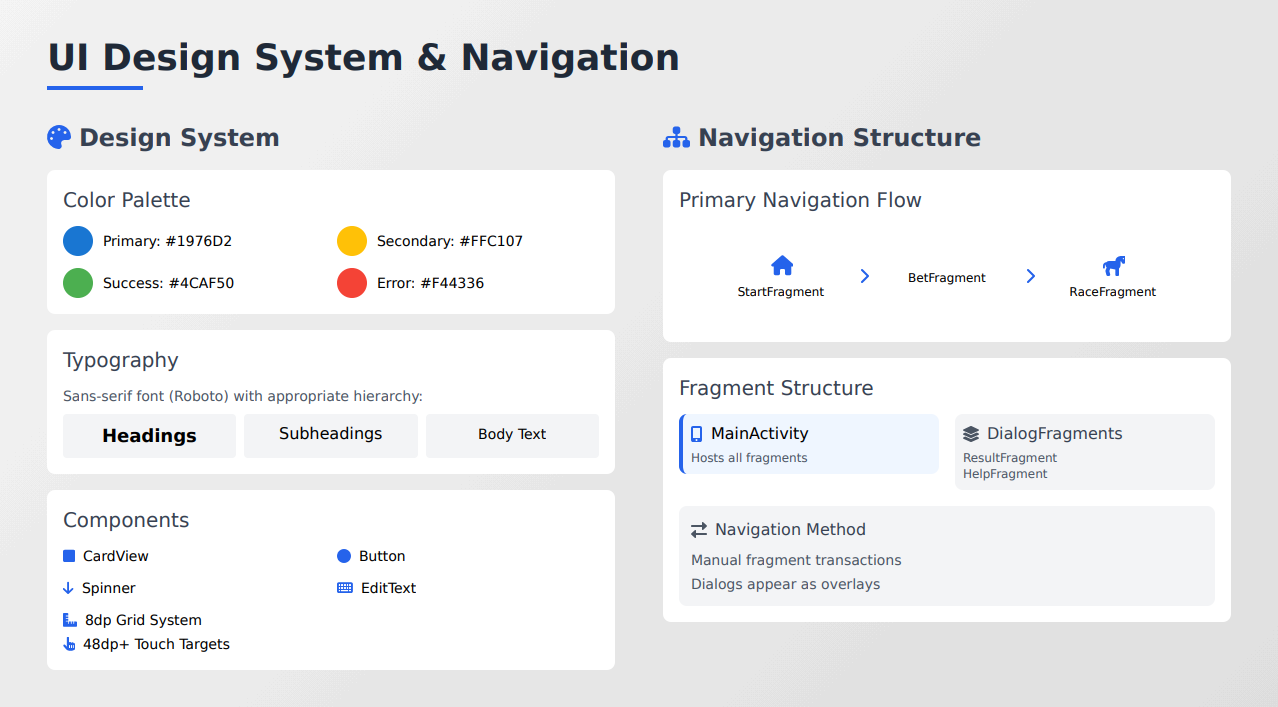 UI Design System & Navigation
Design System
Color Palette
Primary: #1976D2
Secondary: #FFC107
Success: #4CAF50
Error: #F44336
Typography
Sans-serif font (Roboto) with appropriate hierarchy:
Headings
Subheadings
Body Text
Components
CardView
Button
Spinner
EditText
8dp Grid System
48dp+ Touch Targets
Navigation Structure
Primary Navigation Flow
StartFragment
BetFragment
RaceFragment
Fragment Structure
MainActivity
Hosts all fragments
DialogFragments
ResultFragment
HelpFragment
Navigation Method
Manual fragment transactions
Dialogs appear as overlays